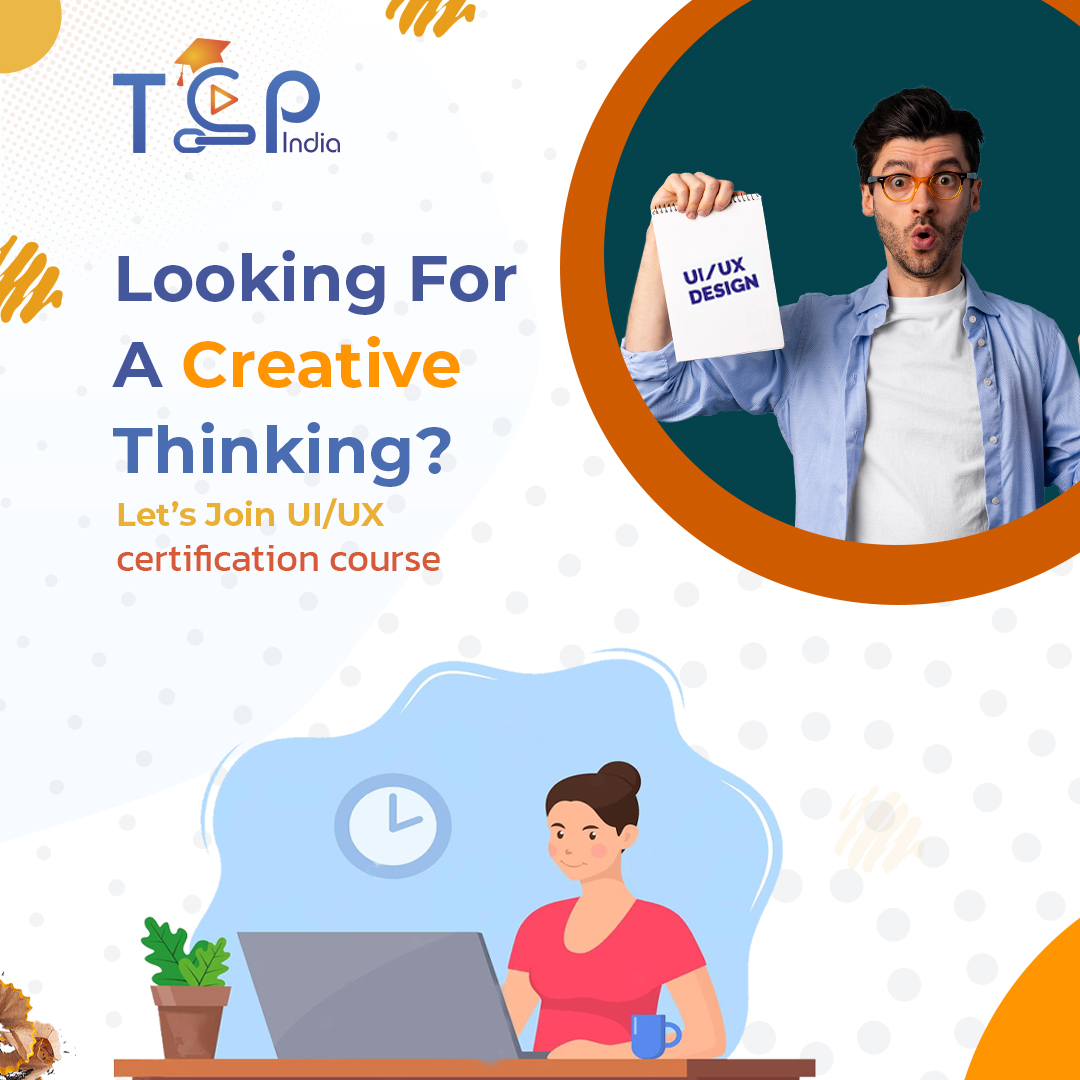 TCP
India
Looking For
A Creative
Thinking?
Let’s Join UI/UX
certification course
UI/UX
DESIGN